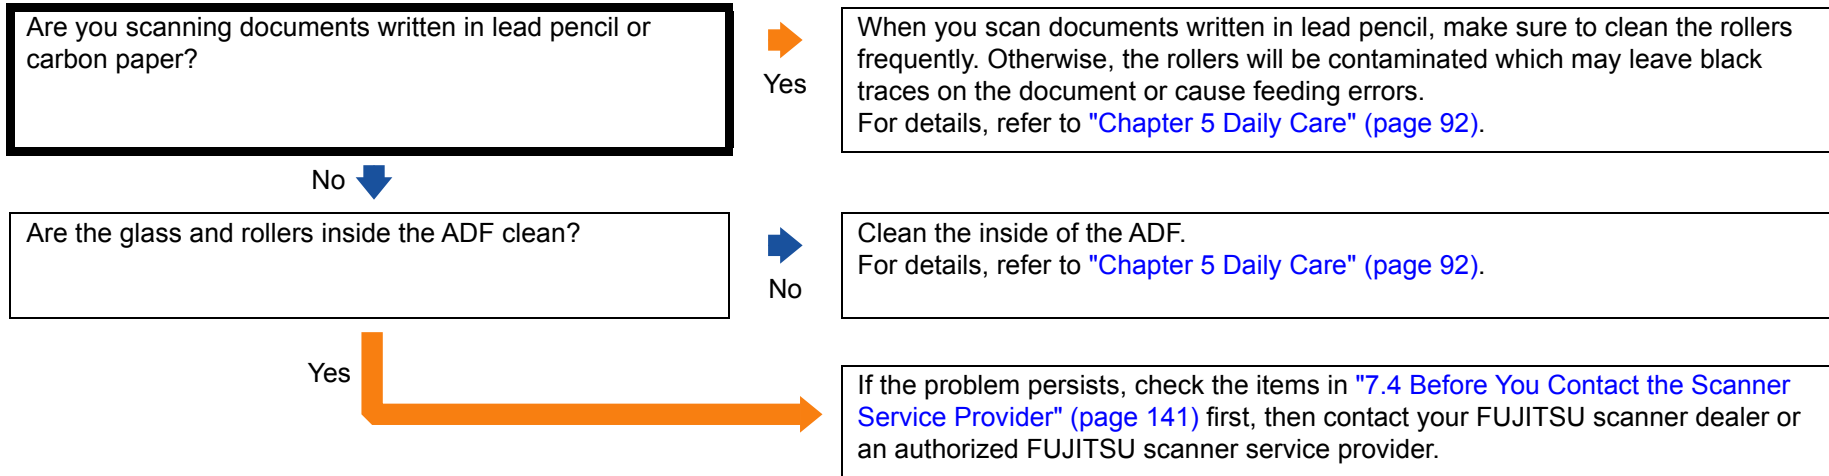 Are you scanning documents written in lead pencil or
carbon paper?
Yes
When you scan documents written in lead pencil, make sure to clean the rollers
frequently. Otherwise, the rollers will be contaminated which may leave black
traces on the document or cause feeding errors.
For details, refer to "Chapter 5 Daily Care" (page 92).
No
Are the glass and rollers inside the ADF clean?
No
Clean the inside of the ADF.
For details, refer to "Chapter 5 Daily Care" (page 92).
Yes
If the problem persists, check the items in "7.4 Before You Contact the Scanner
Service Provider" (page 141) first, then contact your FUJITSU scanner dealer or
an authorized FUJITSU scanner service provider.